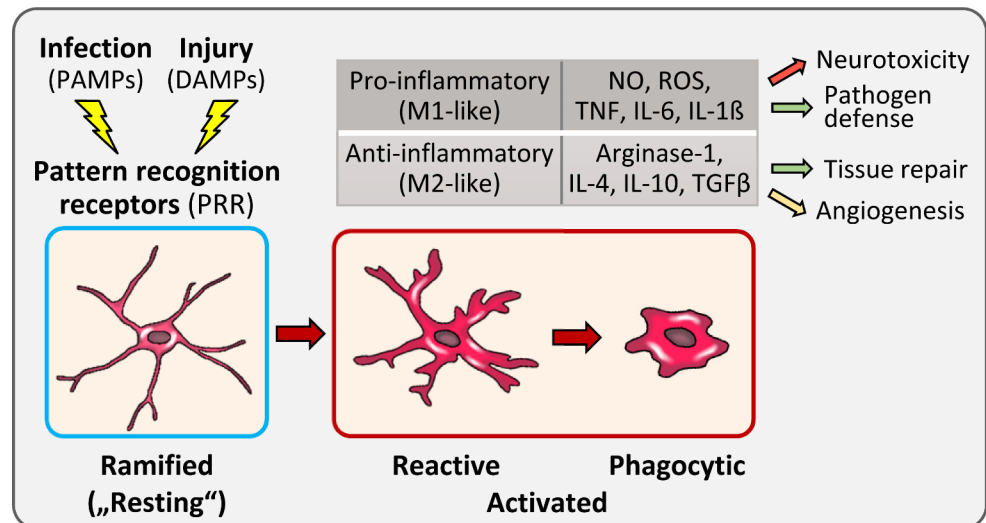 Infection
(PAMPs)
Injury
(DAMPs)
Pattern recognition
receptors (PRR)
Pro-inflammatory
(M1-like)
NO, ROS,
TNF, IL-6, IL-1ß
Anti-inflammatory
(M2-like)
Arginase-1,
IL-4, IL-10, TGFβ
Neurotoxicity
Pathogen
defense
Tissue repair
Angiogenesis
Ramified
(„Resting“)
Reactive
Phagocytic
Activated